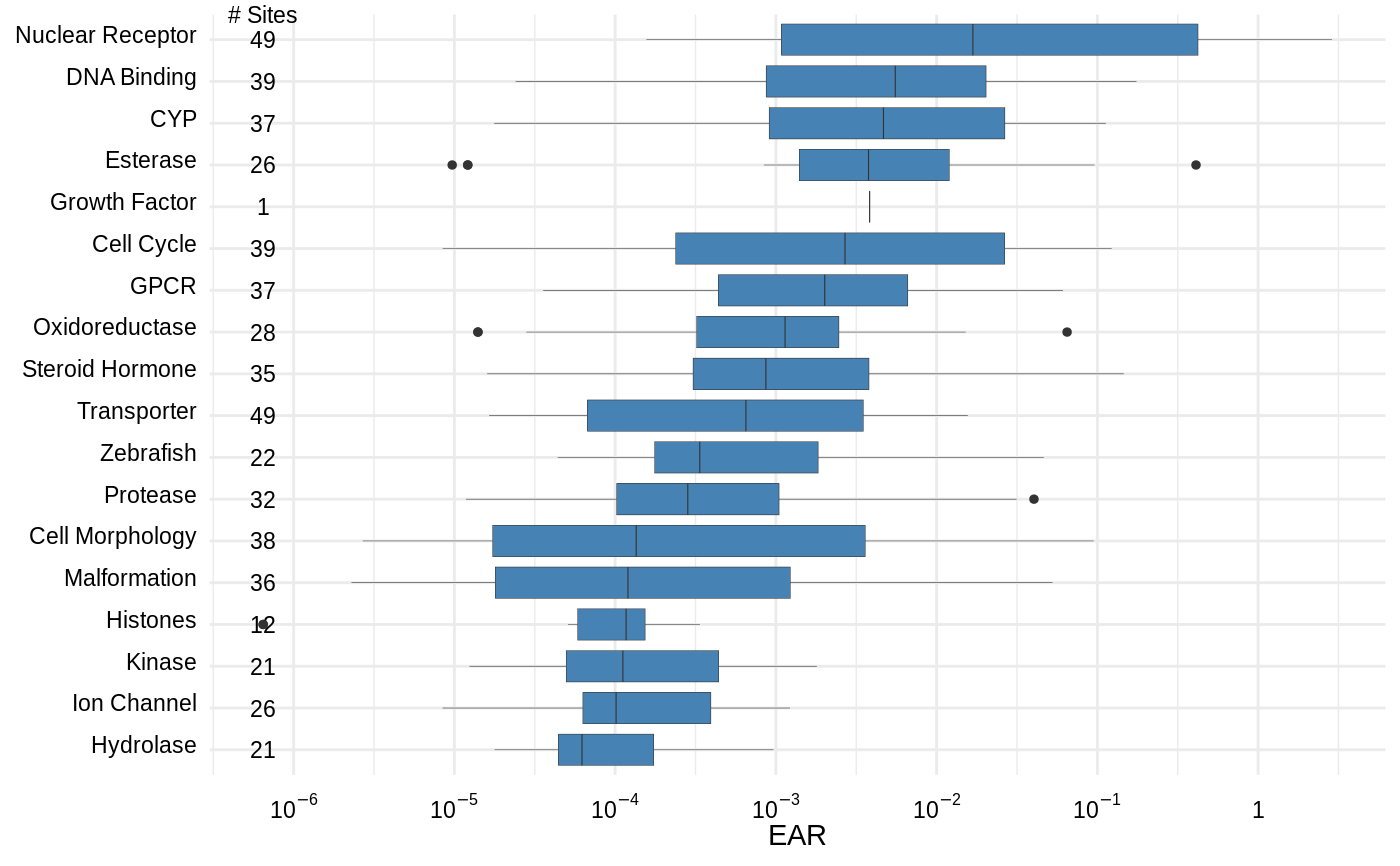 # Sites
Nuclear Receptor 49
DNA Binding 39
CYP 37
Esterase 26
Growth Factor 1
Cell Cycle 39
GPCR 37
Oxidoreductase 28
Steroid Hormone 35
Transporter 49
Zebrafish 22
Protease 32
Cell Morphology 38
Malformation 36
Histones 12
Kinase 21
Ion Channel 26
Hydrolase 21
10⁻⁶ 10⁻⁵ 10⁻⁴ 10⁻³ 10⁻² 10⁻¹ 1
EAR